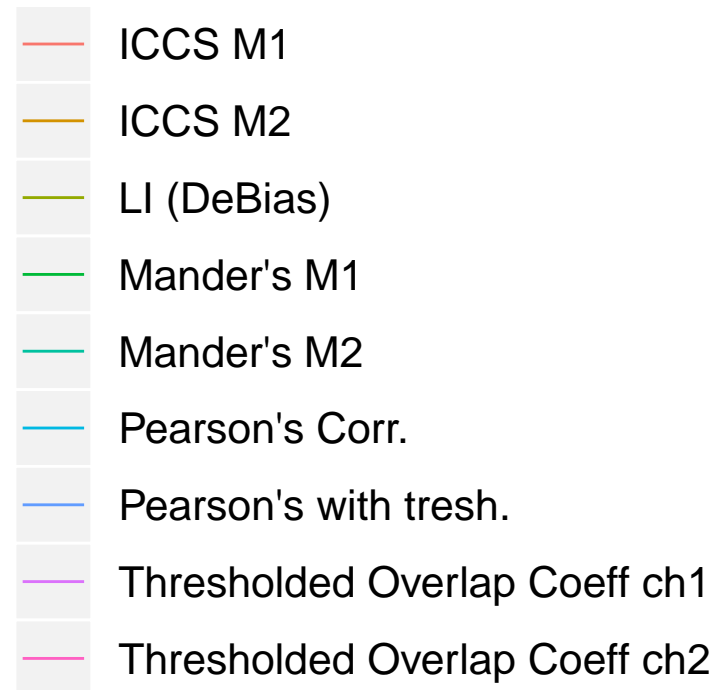 ICCS M1
ICCS M2
LI (DeBias)
Mander's M1
Mander's M2
Pearson's Corr.
Pearson's with tresh.
Thresholded Overlap Coeff ch1
Thresholded Overlap Coeff ch2